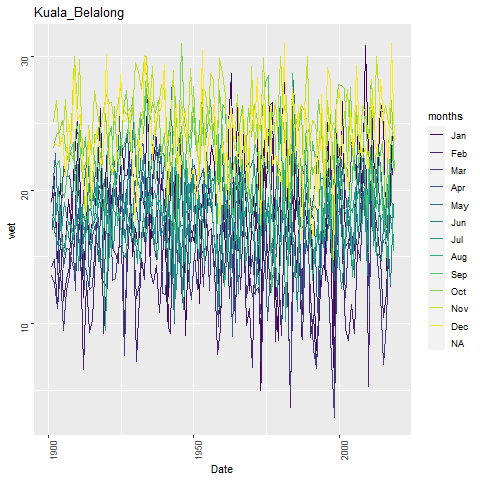 Kuala_Belalong
30
20
10
wet
1900
1950
2000
Date
months
Jan
Feb
Mar
Apr
May
Jun
Jul
Aug
Sep
Oct
Nov
Dec
NA